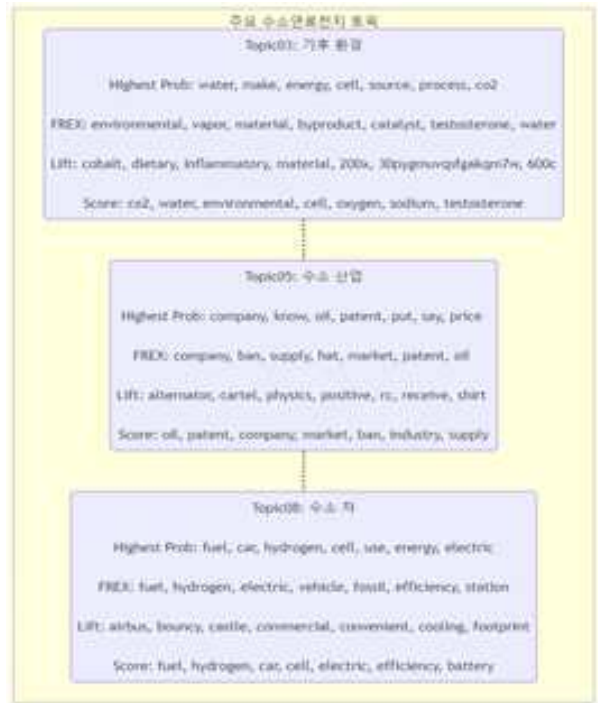 주요 수소연료전지 토픽
Topic03: 기후 환경
Highest Prob: water, make, energy, cell, source, process, co2
FREX: environmental, vapor, material, byproduct, catalyst, testosterone, water
Lift: cobalt, dietary, inflammatory, material, 200k, 600c
Score: co2, water, environmental, cell, oxygen, sodium, testosterone
Topic05: 수소 산업
Highest Prob: company, know, oil, patent, put, say, price
FREX: company, ban, supply, hat, market, patent, oil
Lift: alternator, cartel, physics, positive, rc, receive, shirt
Score: oil, patent, company, market, ban, industry, supply
Topic08: 수소 차
Highest Prob: fuel, car, hydrogen, cell, use, energy, electric
FREX: fuel, hydrogen, electric, vehicle, fossil, efficiency, station
Lift: airbus, bouncy, castle, commercial, convenient, cooling, footprint
Score: fuel, hydrogen, car, cell, electric, efficiency, battery